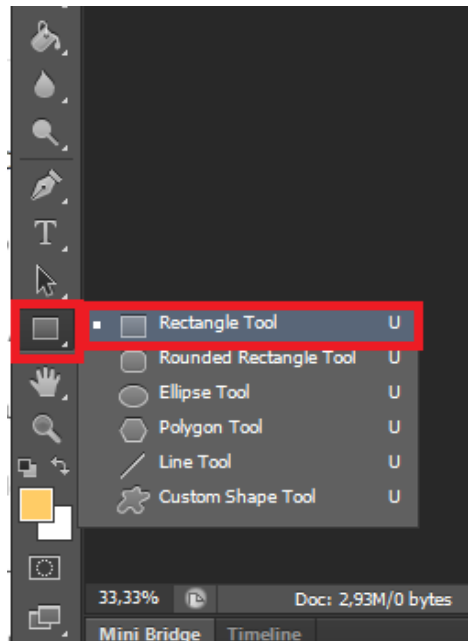 T
Rectangle Tool U
Rounded Rectangle Tool U
Ellipse Tool U
Polygon Tool U
Line Tool U
Custom Shape Tool U
33,33% Doc: 2,93M/0 bytes
Mini Bridge Timeline